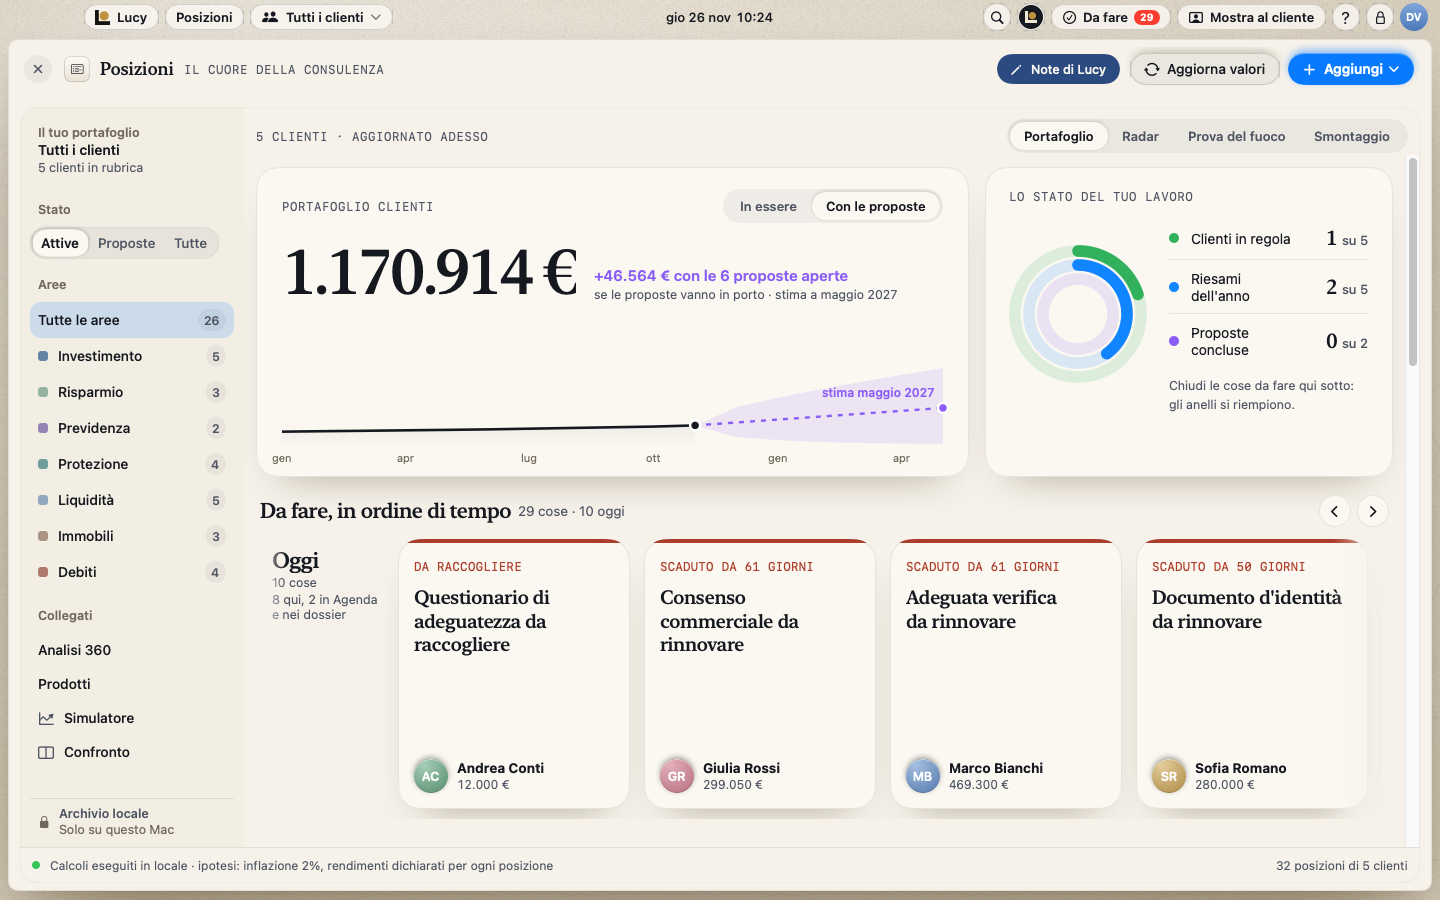 Lucy
Posizioni
Tutti i clienti
gio 26 nov 10:24
Da fare 29
Mostra al cliente
?
DV
Posizioni IL CUORE DELLA CONSULENZA
Note di Lucy
Aggiorna valori
Aggiungi
Il tuo portafoglio
Tutti i clienti
5 clienti in rubrica
Stato
Attive Proposte Tutte
Aree
Tutte le aree 26
Investimento 5
Risparmio 3
Previdenza 2
Protezione 4
Liquidità 5
Immobili 3
Debiti 4
Collegati
Analisi 360
Prodotti
Simulatore
Confronto
Archivio locale
Solo su questo Mac
5 CLIENTI · AGGIORNATO ADESSO
Portafoglio Radar Prova del fuoco Smontaggio
PORTAFOGLIO CLIENTI
In essere Con le proposte
1.170.914 €
+46.564 € con le 6 proposte aperte
se le proposte vanno in porto · stima a maggio 2027
stima maggio 2027
gen apr lug ott gen apr
LO STATO DEL TUO LAVORO
Clienti in regola 1 su 5
Riesami
dell'anno
2 su 5
Proposte
concluse
0 su 2
Chiudi le cose da fare qui sotto:
gli anelli si riempiono.
Da fare, in ordine di tempo 29 cose · 10 oggi
Oggi
10 cose
8 qui, 2 in Agenda
e nei dossier
DA RACCOGLIERE
Questionario di
adeguatezza da
raccogliere
AC
Andrea Conti
12.000 €
SCADUTO DA 61 GIORNI
Consenso
commerciale da
rinnovare
GR
Giulia Rossi
299.050 €
SCADUTO DA 61 GIORNI
Adeguata verifica
da rinnovare
MB
Marco Bianchi
469.300 €
SCADUTO DA 50 GIORNI
Documento d'identità
da rinnovare
SR
Sofia Romano
280.000 €
Calcoli eseguiti in locale · ipotesi: inflazione 2%, rendimenti dichiarati per ogni posizione
32 posizioni di 5 clienti